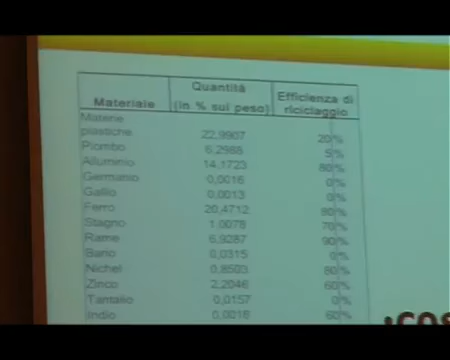 Materiale Quantità (in % sul peso) Efficienza di riciclaggio
Materie plastiche 22,9907 20%
Piombo 6,2988 5%
Alluminio 14,1723 80%
Germanio 0,0016 0%
Gallio 0,0013 0%
Ferro 20,4712 80%
Stagno 1,0078 70%
Rame 6,9287 90%
Bario 0,0315 0%
Nichel 0,8503 80%
Zinco 2,2046 60%
Tantalio 0,0157 0%
Indio 0,0016 60%